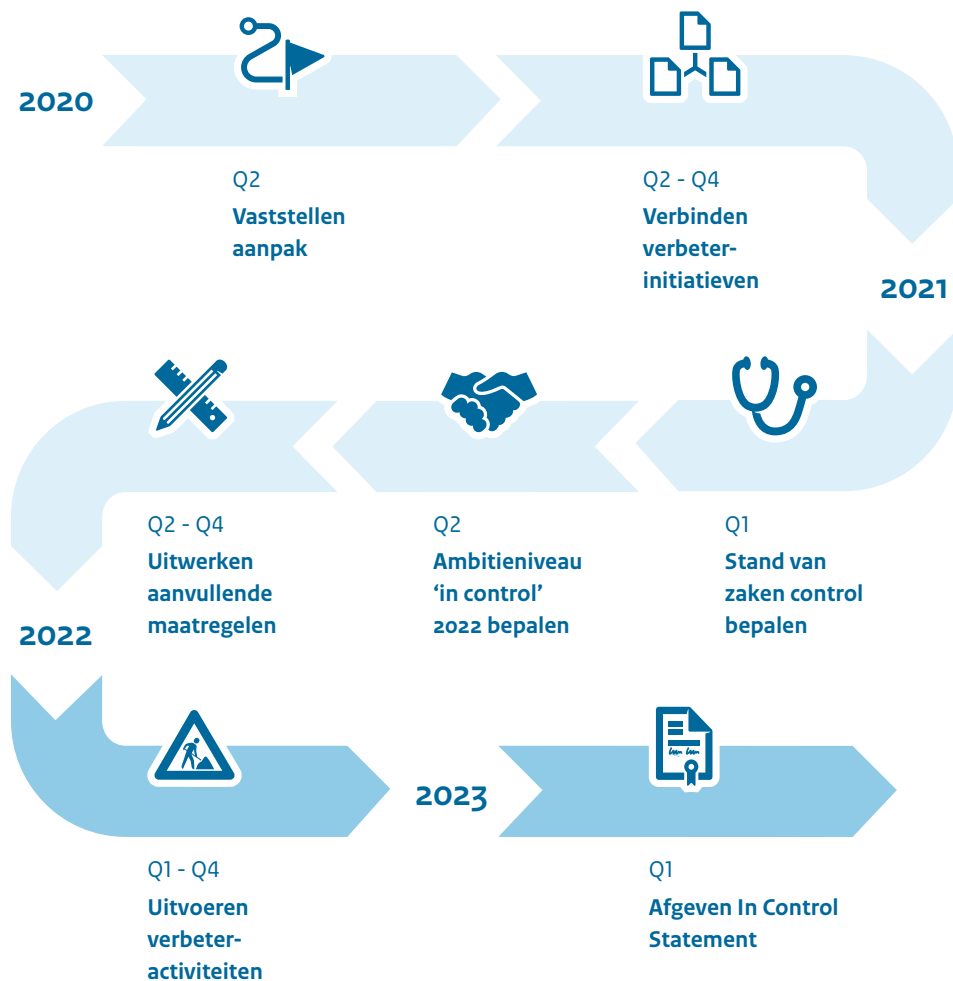 2020
Q2
Vaststellen
aanpak
Q2 - Q4
Verbinden
verbeter-
initiatieven
2021
Q1
Stand van
zaken control
bepalen
Q2
Ambitieniveau
‘in control’
2022 bepalen
Q2 - Q4
Uitwerken
aanvullende
maatregelen
2022
Q1 - Q4
Uitvoeren
verbeter-
activiteiten
2023
Q1
Afgeven In Control
Statement